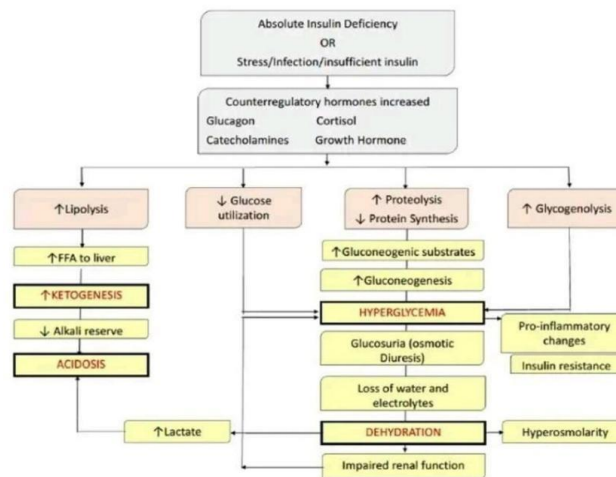 Absolute Insulin Deficiency
OR
Stress/Infection/insufficient insulin
Counterregulatory hormones increased
Glucagon Cortisol
Catecholamines Growth Hormone
↑Lipolysis
↓ Glucose
utilization
↑ Proteolysis
↓ Protein Synthesis
↑ Glycogenolysis
↑FFA to liver
↑Gluconeogenic substrates
↑Gluconeogenesis
↑KETOGENESIS
HYPERGLYCEMIA
↓ Alkali reserve
Glucosuria (osmotic
Diuresis)
Pro-inflammatory
changes
ACIDOSIS
Insulin resistance
Loss of water and
electrolytes
↑Lactate
DEHYDRATION
Hyperosmolarity
Impaired renal function